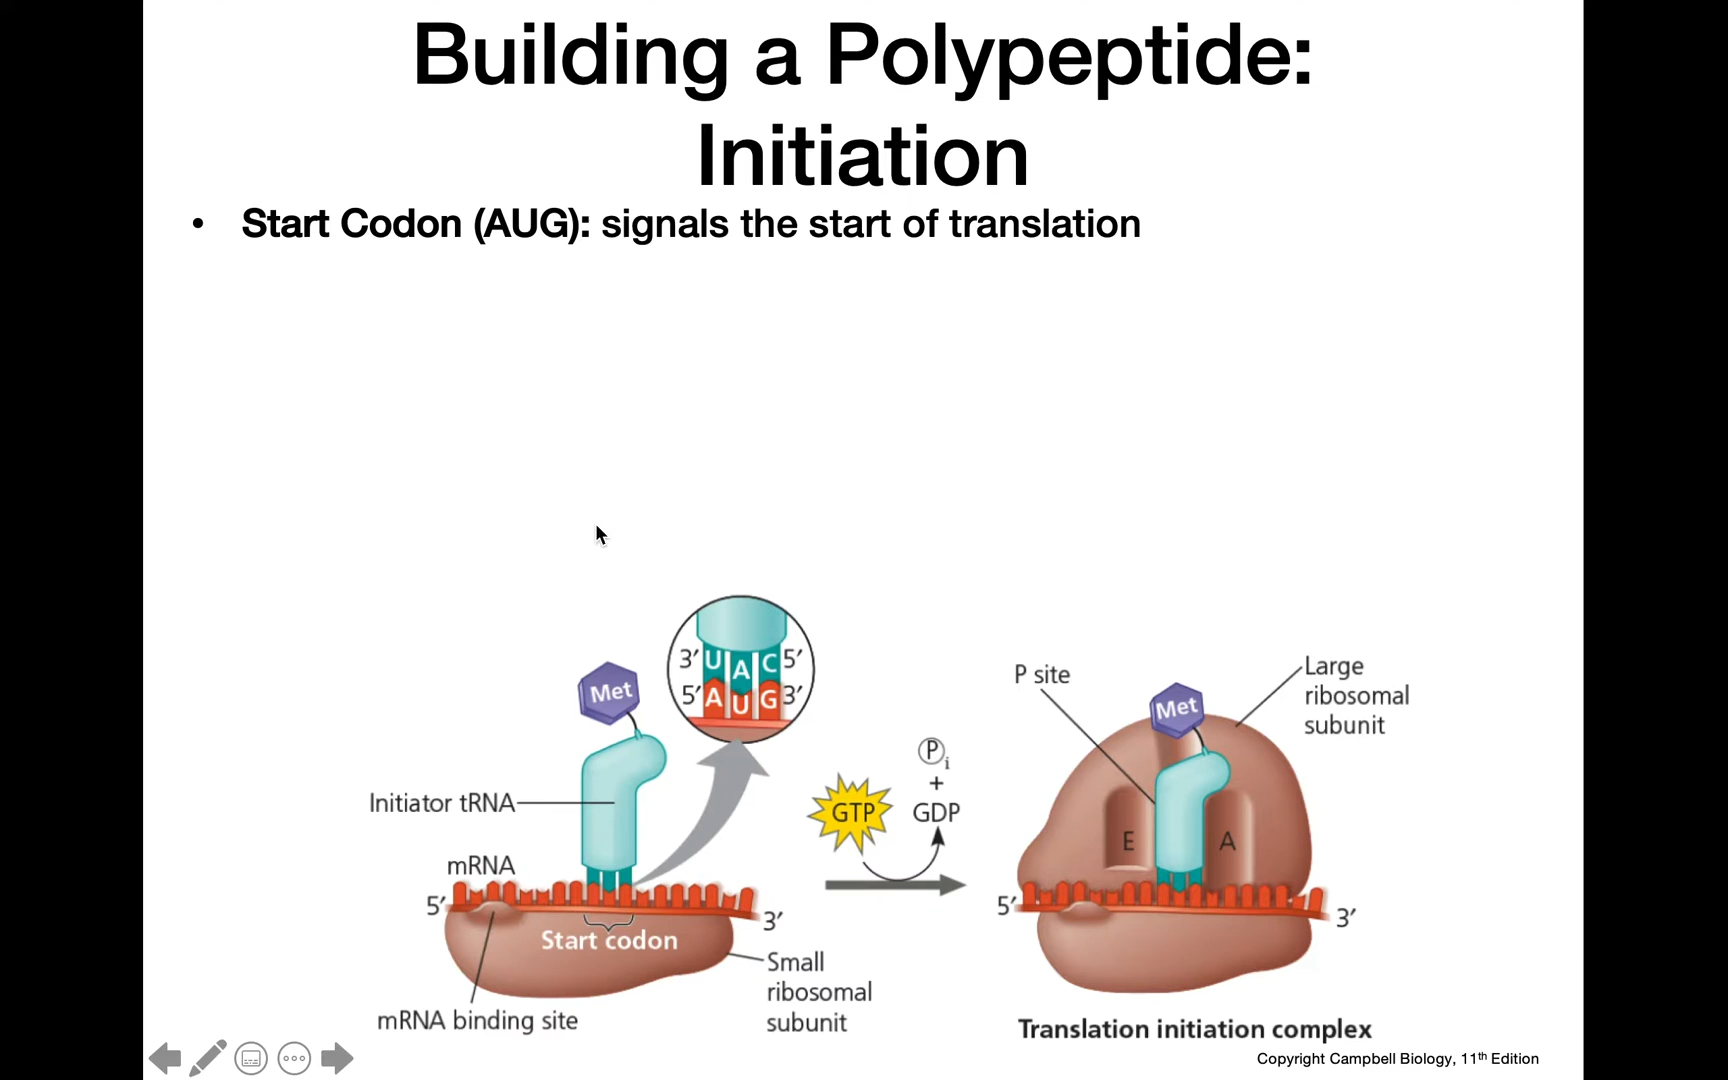 Building a Polypeptide:
Initiation
• Start Codon (AUG): signals the start of translation
3′ U A C 5′
5′ A U G 3′
Met
Initiator tRNA
mRNA
5′
3′
Start codon
Small
ribosomal
subunit
mRNA binding site
GTP
Pi
+
GDP
P site
Large
ribosomal
subunit
Met
E
A
5′
3′
Translation initiation complex
Copyright Campbell Biology, 11th Edition